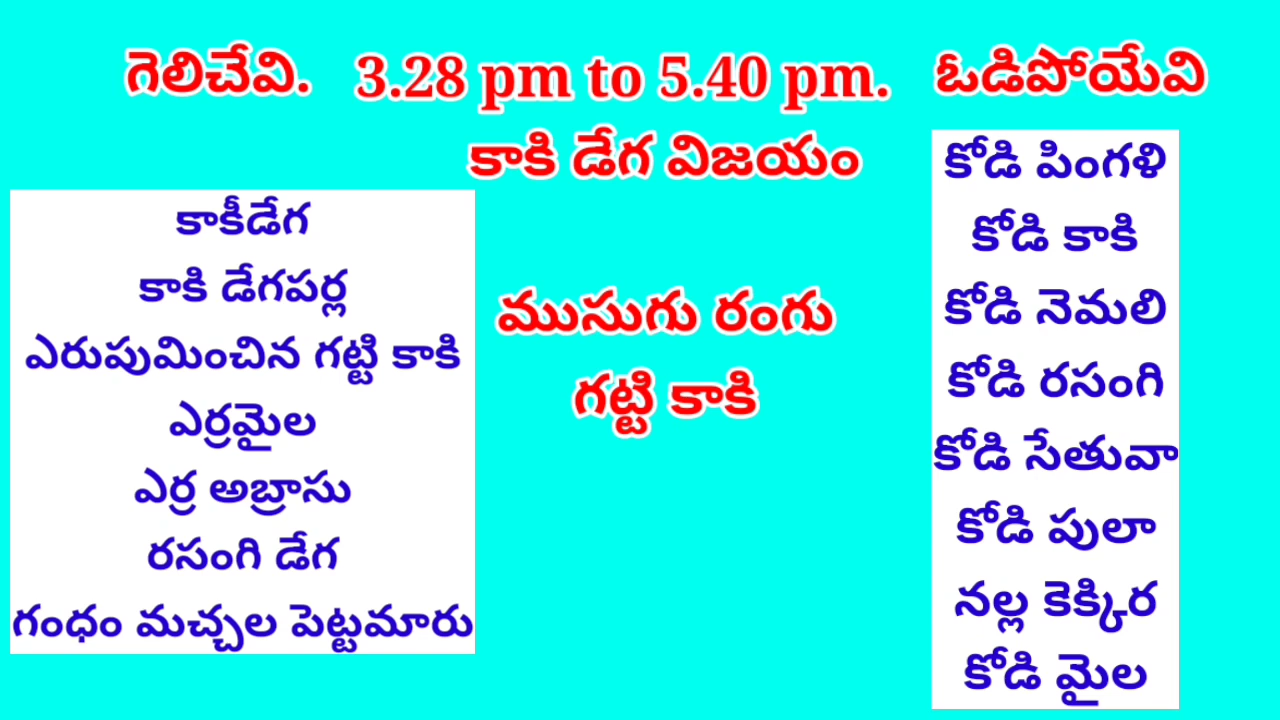 గెలిచేవి. 3.28 pm to 5.40 pm. ఓడిపోయేవి
కాకి డేగ విజయం
కాకీడేగ
కాకి డేగపర్ల
ఎరుపుమించిన గట్టి కాకి
ఎర్రమైల
ఎర్ర అబ్రాసు
రసంగి డేగ
గంధం మచ్చల పెట్టమారు
ముసుగు రంగు
గట్టి కాకి
కోడి పింగళి
కోడి కాకి
కోడి నెమలి
కోడి రసంగి
కోడి సేతువా
కోడి పులా
నల్ల కెక్కిర
కోడి మైల